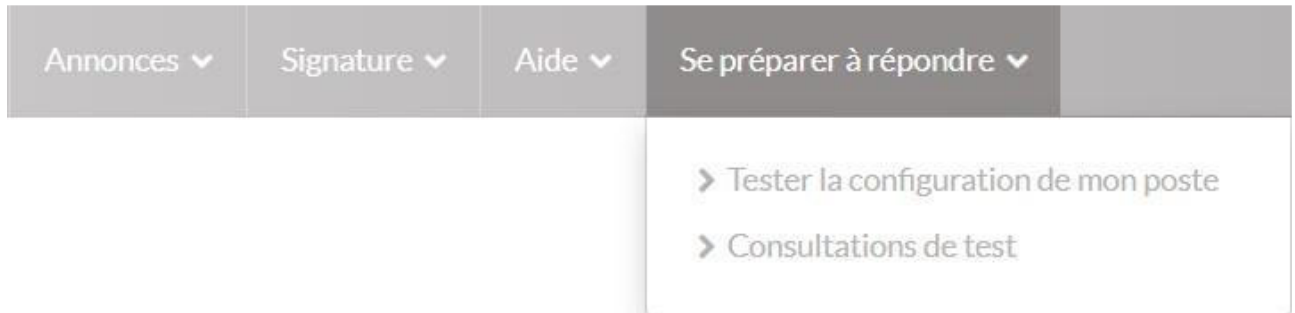 Annonces Signature Aide Se préparer à répondre
Tester la configuration de mon poste
Consultations de test